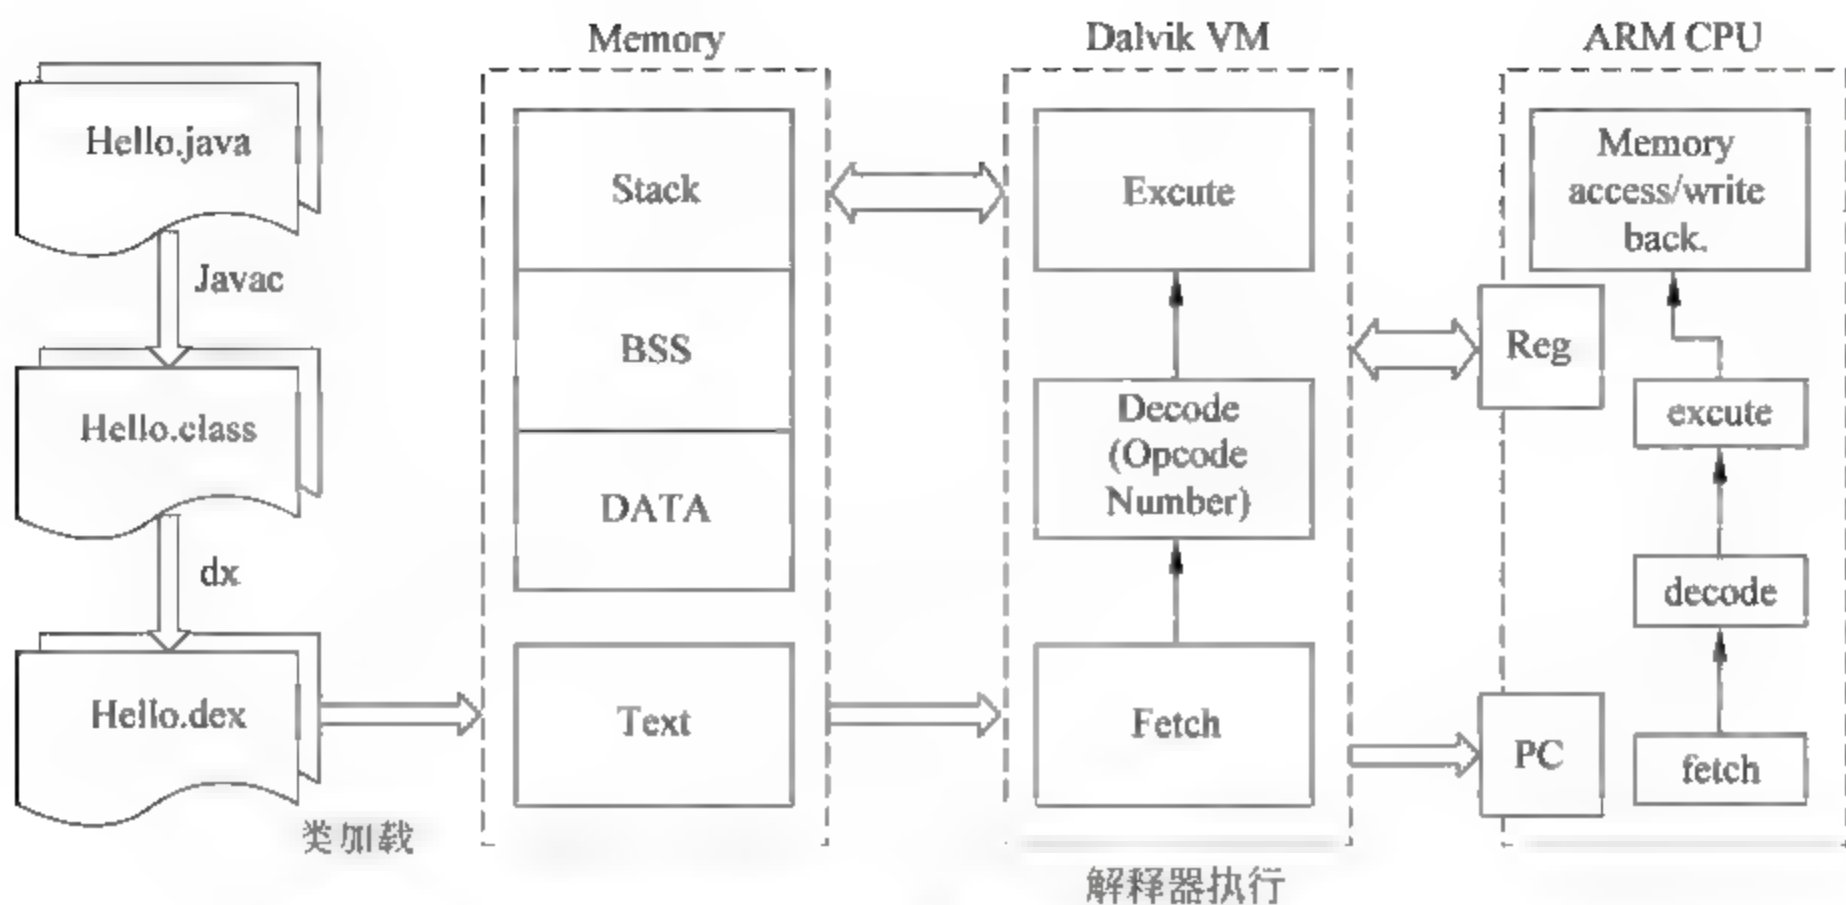 Memory
Dalvik VM
ARM CPU
Hello.java
Javac
Hello.class
dx
Hello.dex
类加载
Stack
BSS
DATA
Text
Excute
Decode
(Opcode
Number)
Fetch
解释器执行
Memory
access/write
back.
Reg
excute
decode
PC
fetch